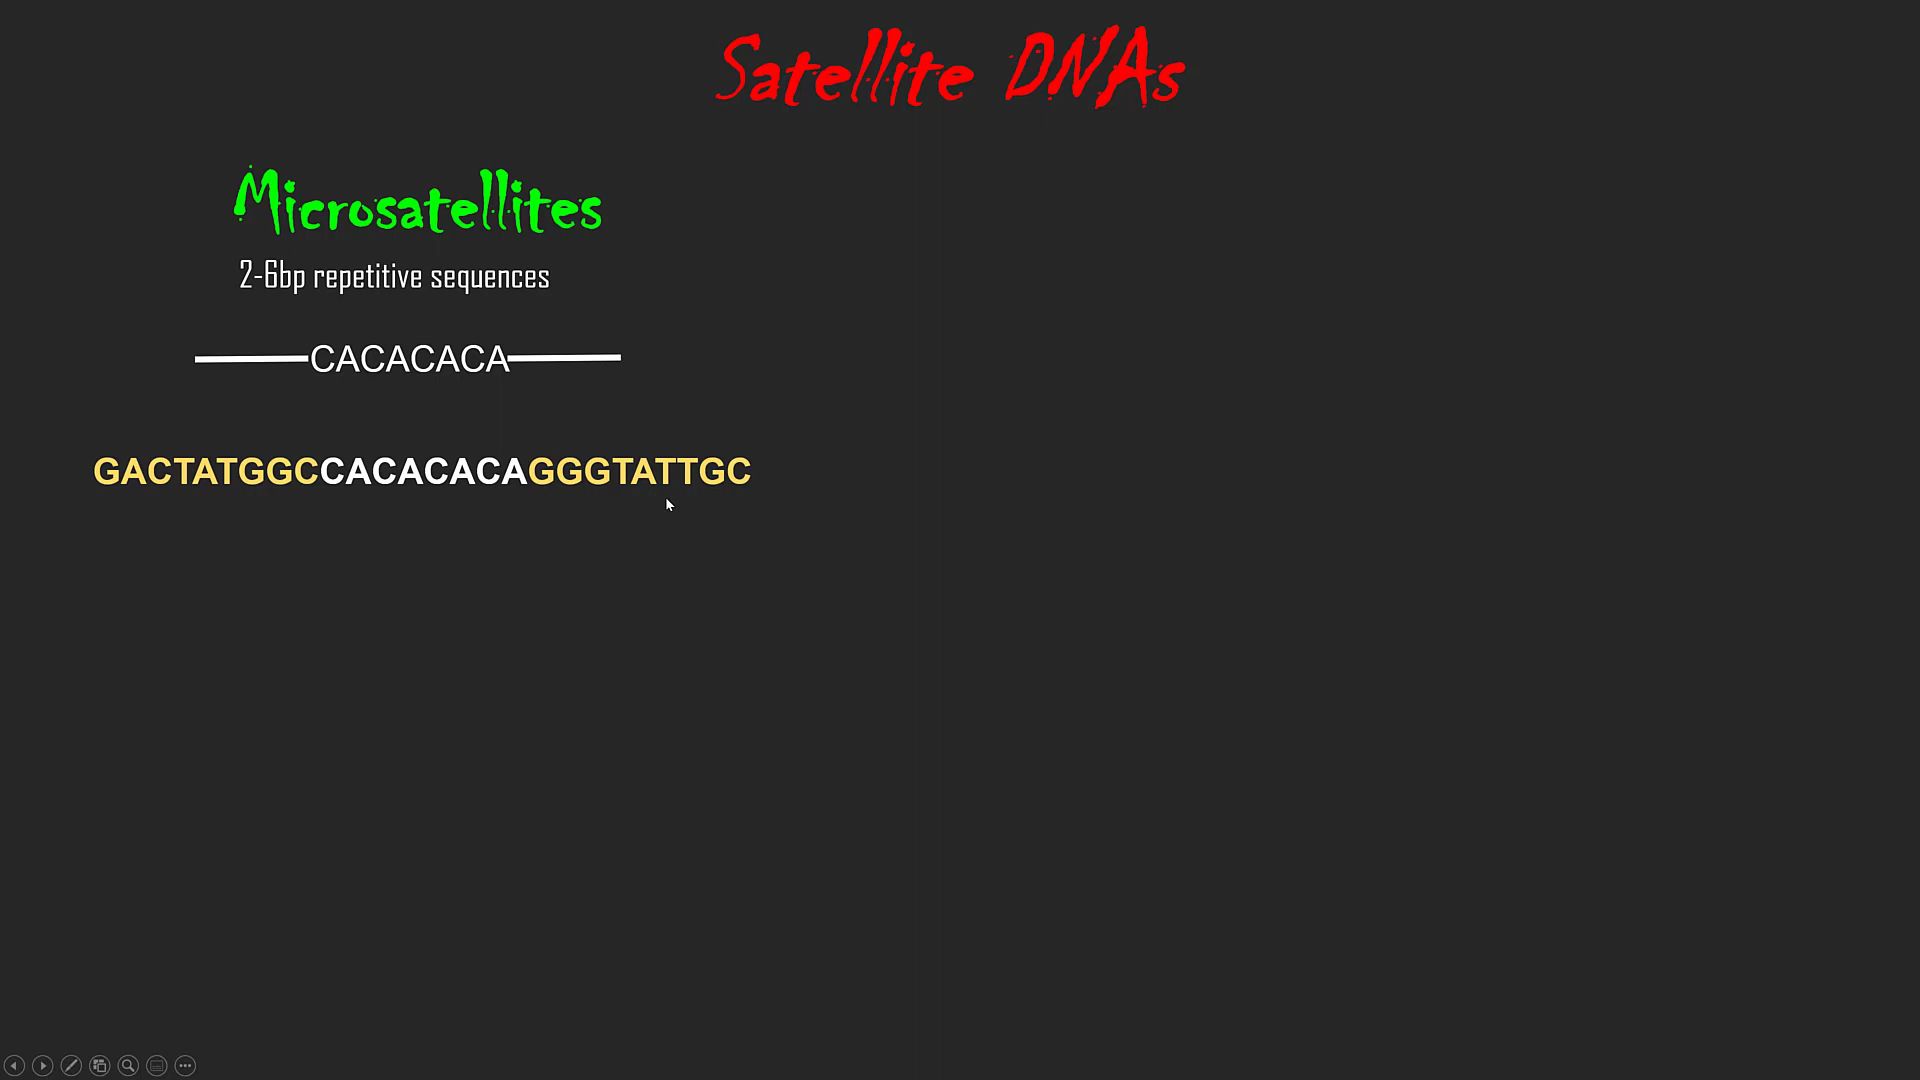 Satellite DNAs
Microsatellites
2-6bp repetitive sequences
CACACACA
GACTATGGCCACACACAGGGTATTGC